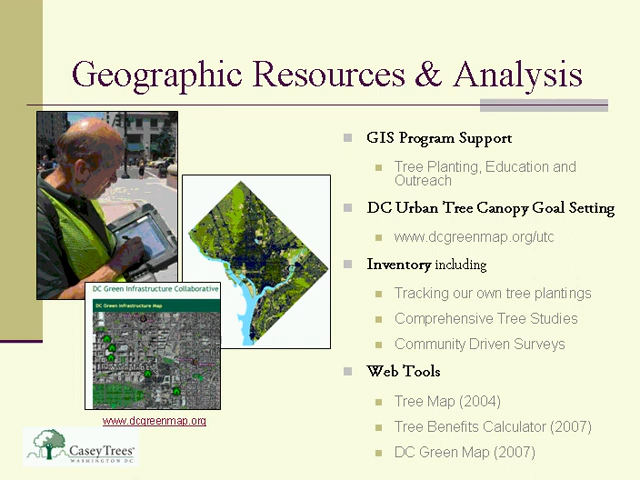 Geographic Resources & Analysis
GIS Program Support
Tree Planting, Education and
Outreach
DC Urban Tree Canopy Goal Setting
www.dcgreenmap.org/utc
Inventory including
Tracking our own tree plantings
Comprehensive Tree Studies
Community Driven Surveys
Web Tools
Tree Map (2004)
Tree Benefits Calculator (2007)
DC Green Map (2007)
DC Green Infrastructure Collaborative
DC Green Infrastructure Map
www.dcgreenmap.org
Casey Trees
WASHINGTON DC